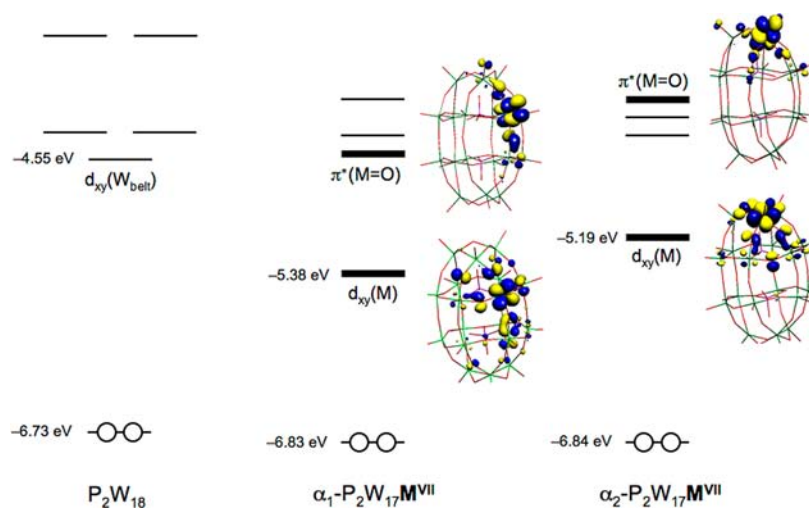 π*(M=O)
–4.55 eV
dxy(Wbelt)
π*(M=O)
–5.19 eV
dxy(M)
–5.38 eV
dxy(M)
–6.73 eV
–6.83 eV
–6.84 eV
P₂W₁₈
α₁-P₂W₁₇Mⱽᴵᴵ
α₂-P₂W₁₇Mⱽᴵᴵ